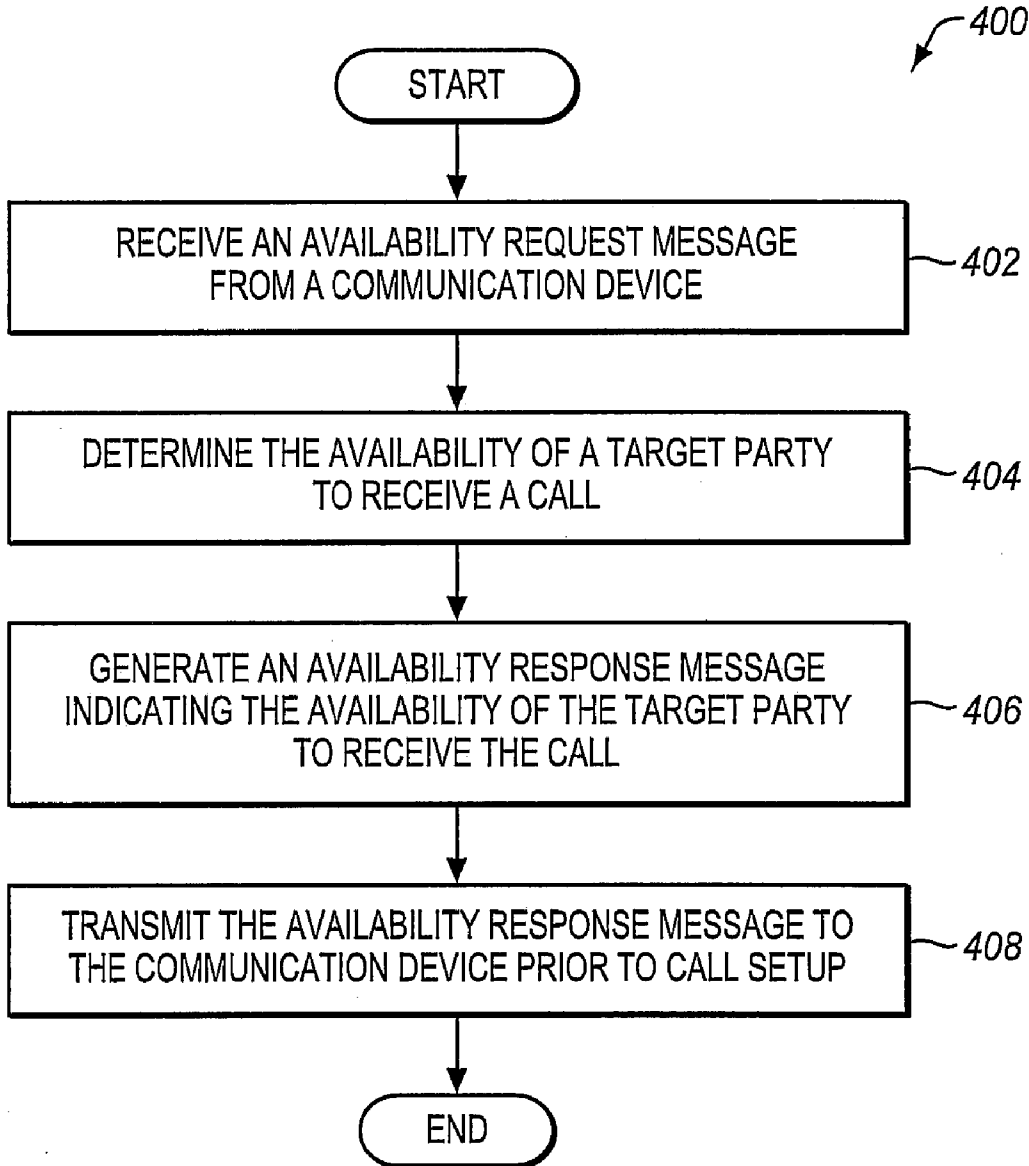 400
START
RECEIVE AN AVAILABILITY REQUEST MESSAGE
FROM A COMMUNICATION DEVICE
402
DETERMINE THE AVAILABILITY OF A TARGET PARTY
TO RECEIVE A CALL
404
GENERATE AN AVAILABILITY RESPONSE MESSAGE
INDICATING THE AVAILABILITY OF THE TARGET PARTY
TO RECEIVE THE CALL
406
TRANSMIT THE AVAILABILITY RESPONSE MESSAGE TO
THE COMMUNICATION DEVICE PRIOR TO CALL SETUP
408
END